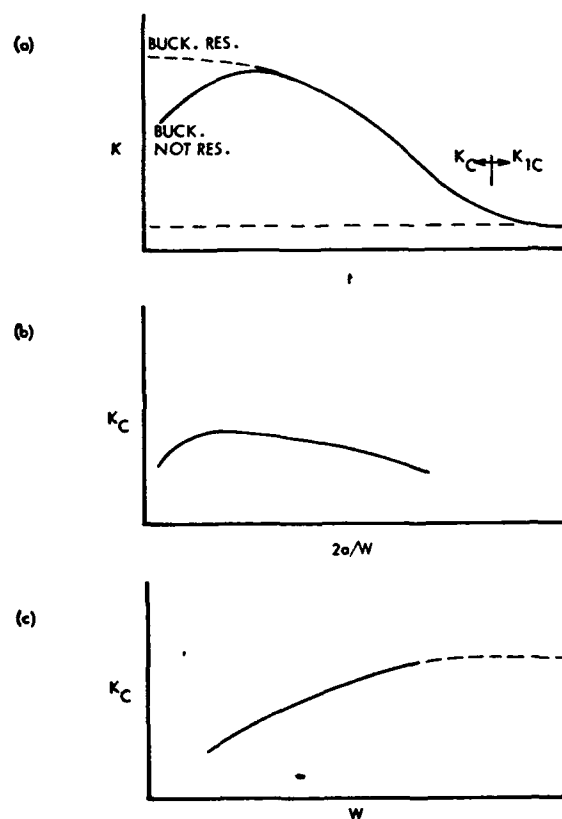 (a)
BUCK. RES.
BUCK.
NOT RES.
K
K_C K_IC
t
(b)
K_C
2a/W
(c)
K_C
W